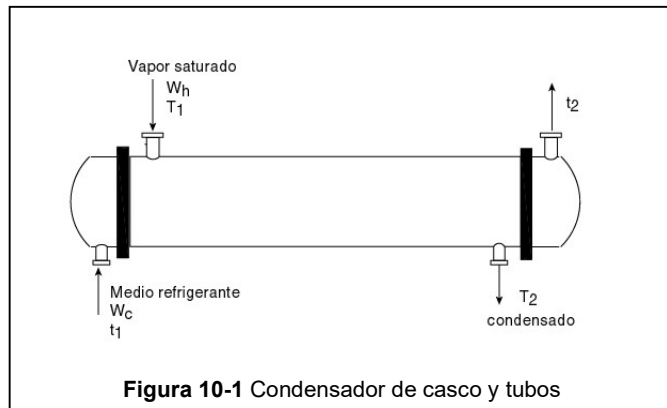 Vapor saturado
Wh
T1
t2
Medio refrigerante
Wc
t1
T2
condensado
Figura 10-1 Condensador de casco y tubos